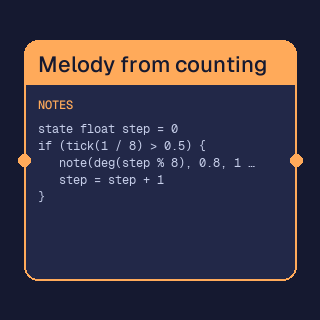 Melody from counting
NOTES
state float step = 0
if (tick(1 / 8) > 0.5) {
note(deg(step % 8), 0.8, 1 …
step = step + 1
}